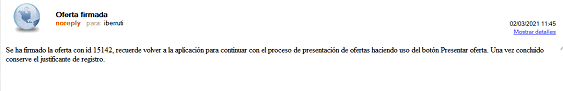 Oferta firmada
noreply para: iberruti
02/03/2021 11:45
Mostrar detalles
Se ha firmado la oferta con id 15142, recuerde volver a la aplicación para continuar con el proceso de presentación de ofertas haciendo uso del botón Presentar oferta. Una vez concluido
conserve el justificante de registro.